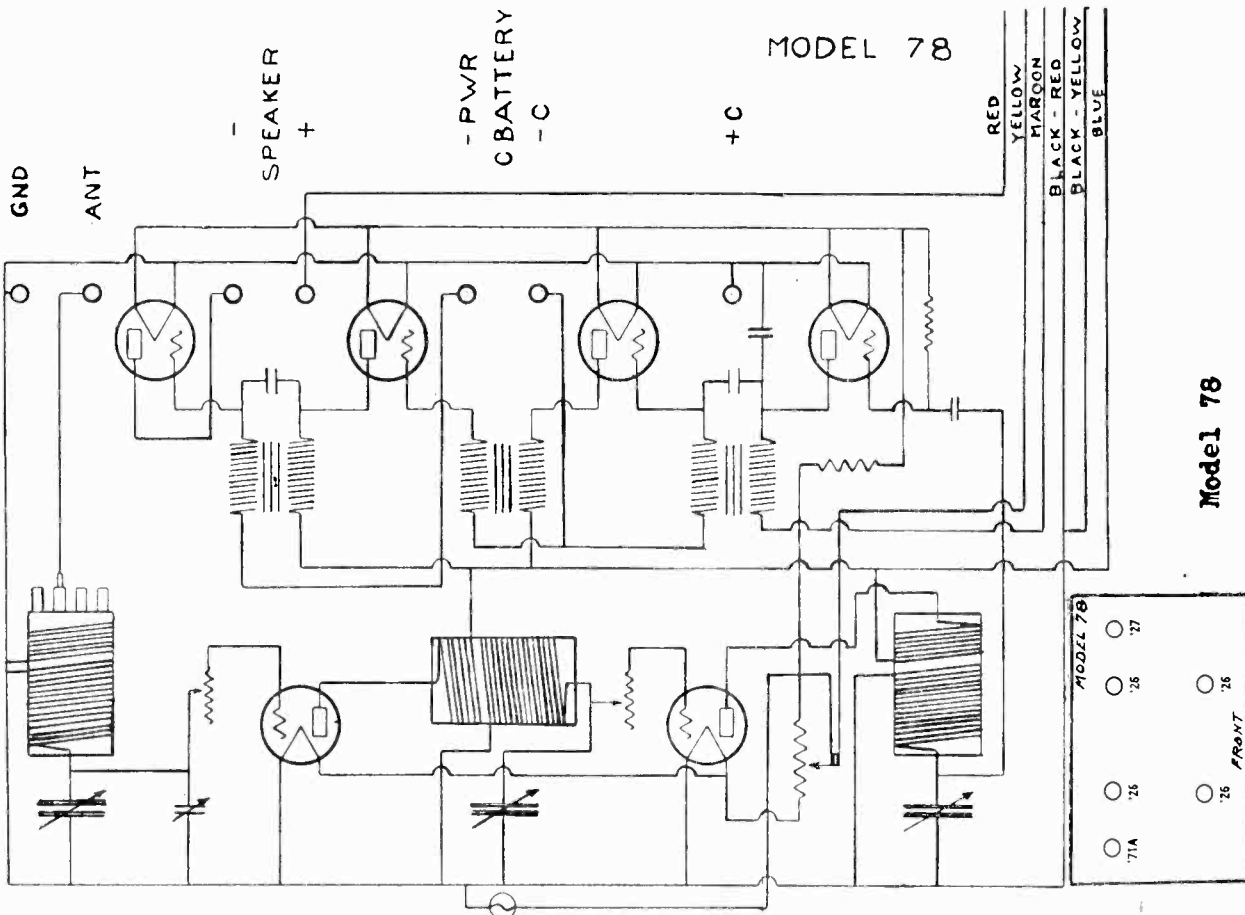 MODEL 78
GND
ANT
-
SPEAKER
+
- PWR
C BATTERY
- C
+ C
RED
YELLOW
MAROON
BLACK - RED
BLACK - YELLOW
BLUE
Model 78
MODEL 78
'27
'26
'26
'71A
'26
'26
FRONT